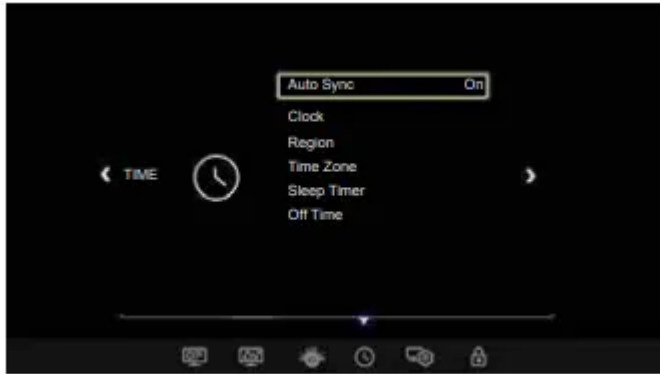 Auto Sync On
Clock
Region
TIME
Time Zone
Sleep Timer
Off Time